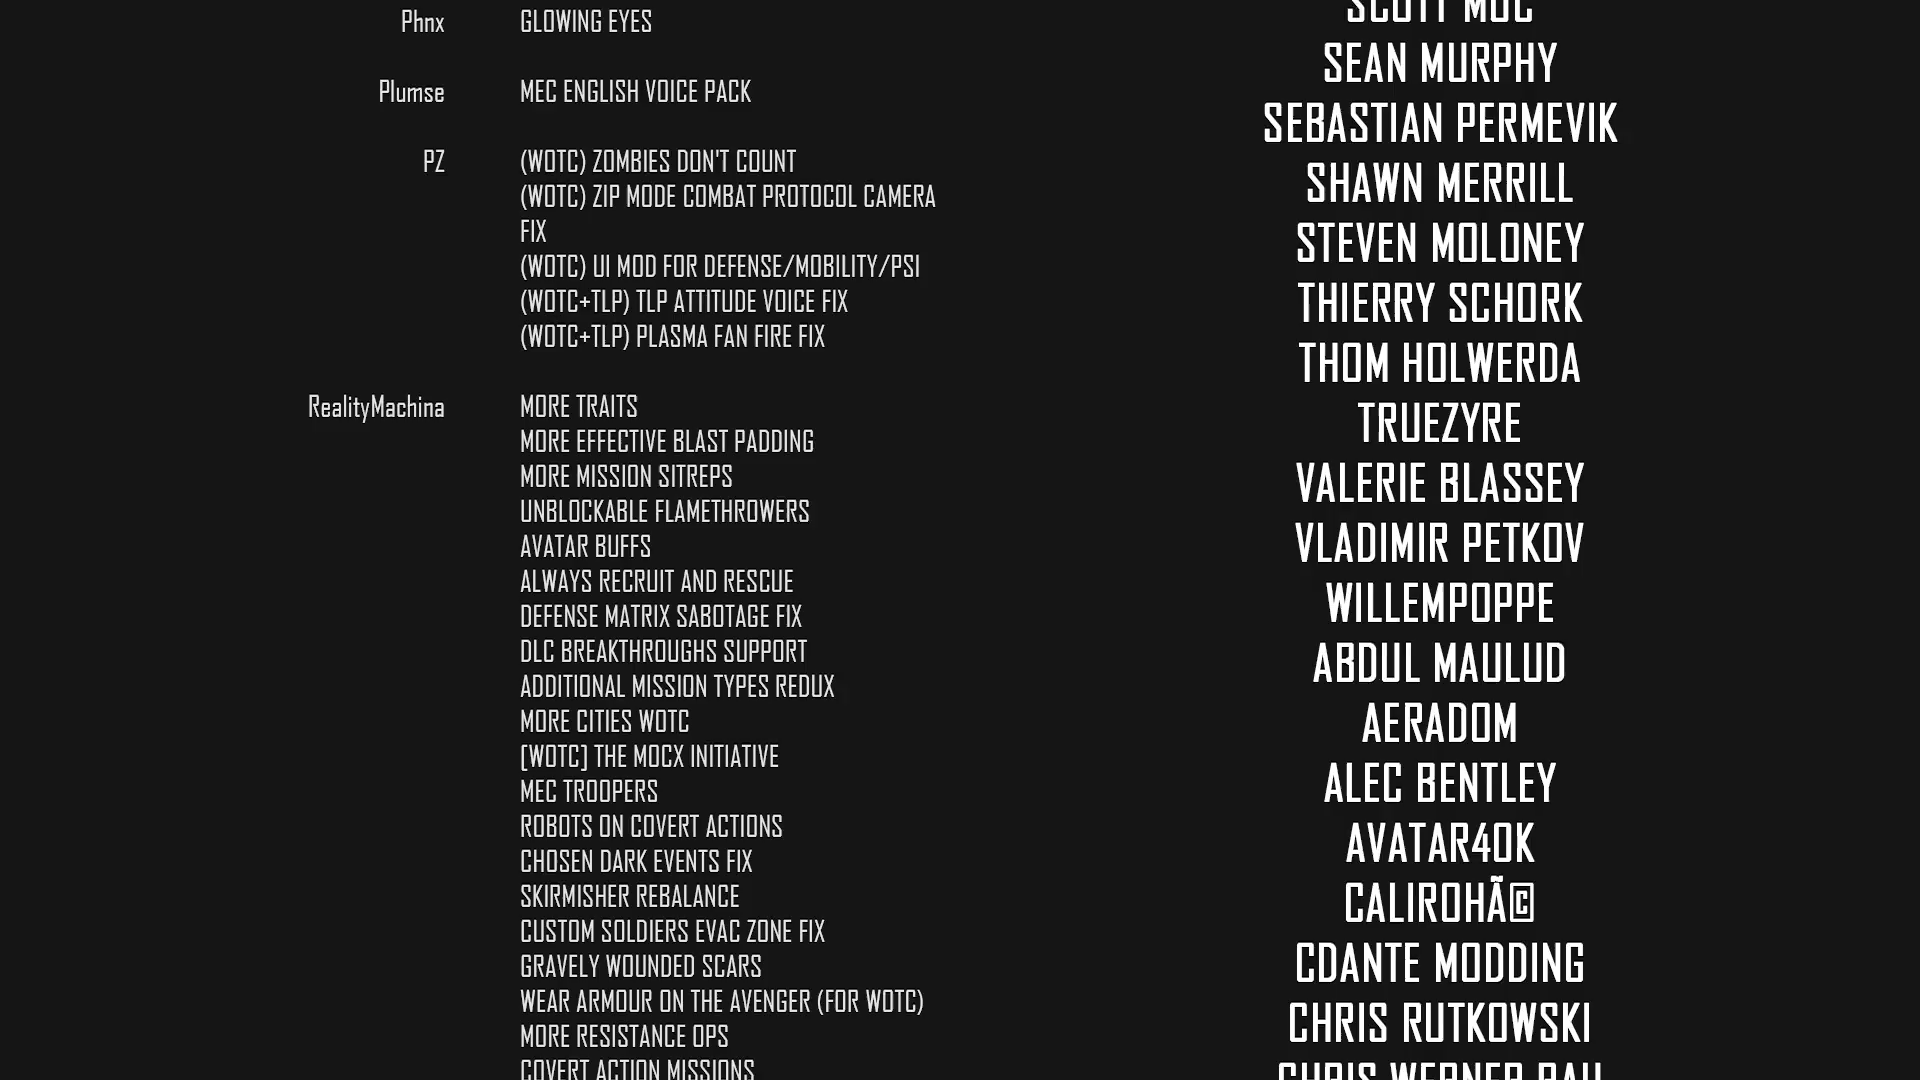 Phnx GLOWING EYES
Plumse MEC ENGLISH VOICE PACK
PZ (WOTC) ZOMBIES DON'T COUNT
(WOTC) ZIP MODE COMBAT PROTOCOL CAMERA
FIX
(WOTC) UI MOD FOR DEFENSE/MOBILITY/PSI
(WOTC+TLP) TLP ATTITUDE VOICE FIX
(WOTC+TLP) PLASMA FAN FIRE FIX
RealityMachina MORE TRAITS
MORE EFFECTIVE BLAST PADDING
MORE MISSION SITREPS
UNBLOCKABLE FLAMETHROWERS
AVATAR BUFFS
ALWAYS RECRUIT AND RESCUE
DEFENSE MATRIX SABOTAGE FIX
DLC BREAKTHROUGHS SUPPORT
ADDITIONAL MISSION TYPES REDUX
MORE CITIES WOTC
[WOTC] THE MOCX INITIATIVE
MEC TROOPERS
ROBOTS ON COVERT ACTIONS
CHOSEN DARK EVENTS FIX
SKIRMISHER REBALANCE
CUSTOM SOLDIERS EVAC ZONE FIX
GRAVELY WOUNDED SCARS
WEAR ARMOUR ON THE AVENGER (FOR WOTC)
MORE RESISTANCE OPS
COVERT ACTION MISSIONS
SCOTT
SEAN MURPHY
SEBASTIAN PERMEVIK
SHAWN MERRILL
STEVEN MOLONEY
THIERRY SCHORK
THOM HOLWERDA
TRUEZYRE
VALERIE BLASSEY
VLADIMIR PETKOV
WILLEMPOPPE
ABDUL MAULUD
AERADOM
ALEC BENTLEY
AVATAR40K
CALIROHÃ©
CDANTE MODDING
CHRIS RUTKOWSKI
CHRIS WERNER